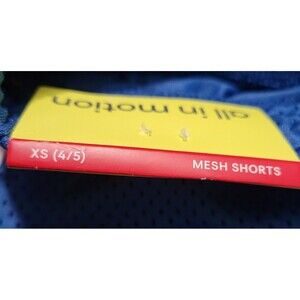 all in motion
XS (4/5) MESH SHORTS